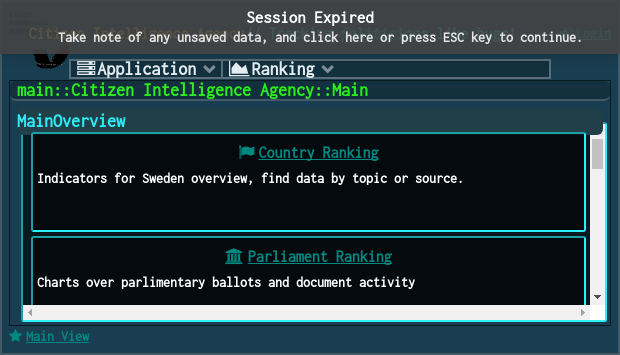 Session Expired
Take note of any unsaved data, and click here or press ESC key to continue.
Application
Ranking
main::Citizen Intelligence Agency::Main
MainOverview
Country Ranking
Indicators for Sweden overview, find data by topic or source.
Parliament Ranking
Charts over parlimentary ballots and document activity
Main View